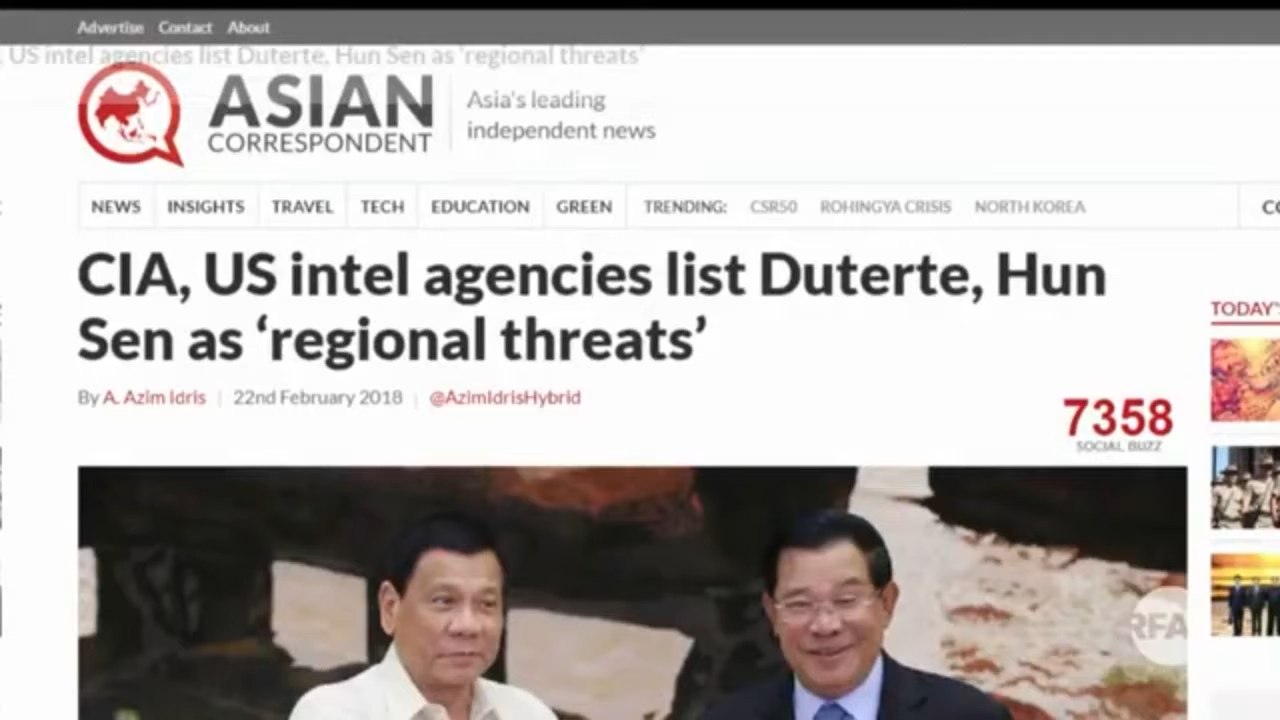 Advertise Contact About
US intel agencies list Duterte, Hun Sen as 'regional threats'
ASIAN
CORRESPONDENT
Asia's leading
independent news
NEWS INSIGHTS TRAVEL TECH EDUCATION GREEN TRENDING: CSR50 ROHINGYA CRISIS NORTH KOREA
CIA, US intel agencies list Duterte, Hun
Sen as ‘regional threats’
By A. Azim Idris | 22nd February 2018 | @AzimIdrisHybrid
7358
SOCIAL BUZZ
TODAY'
RFA